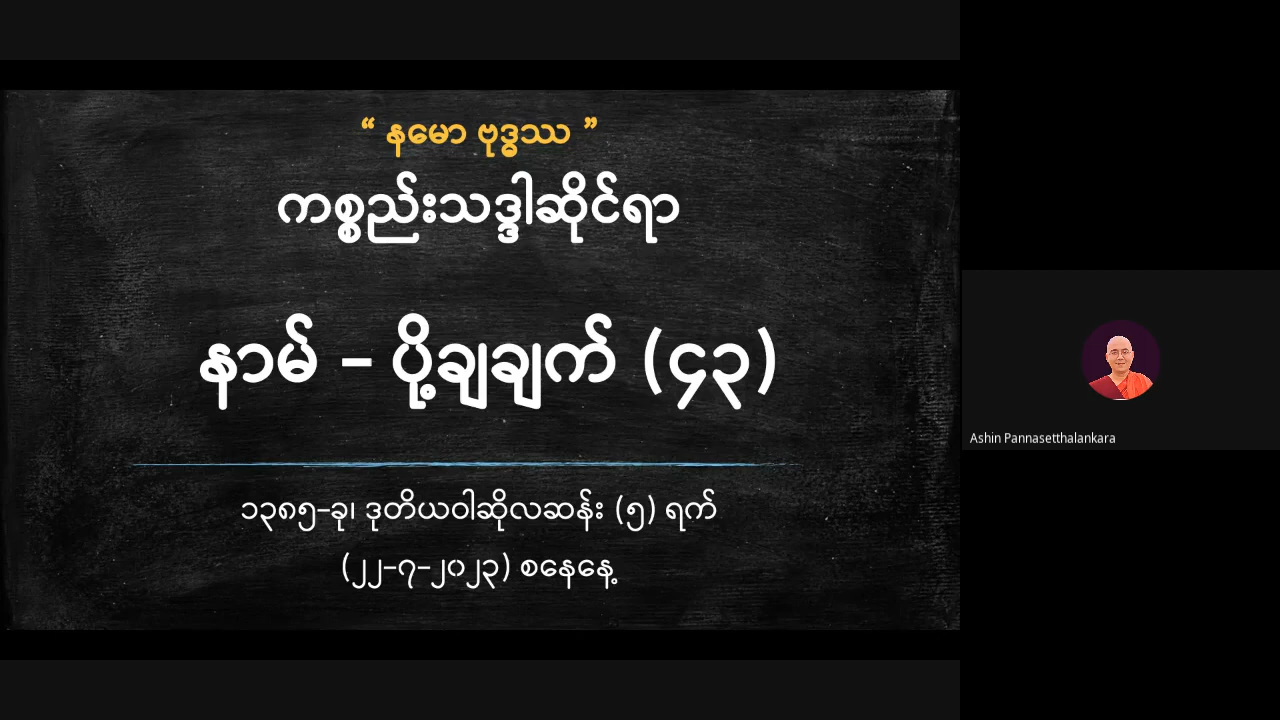 “ နမော ဗုဒ္ဓဿ ”
ကစ္စည်းသဒ္ဒါဆိုင်ရာ
နာမ် - ပို့ချချက် (၄၃)
၁၃၈၅-ခု၊ ဒုတိယဝါဆိုလဆန်း (၅) ရက်
(၂၂-၇-၂၀၂၃) စနေနေ့
Ashin Pannasetthalankara